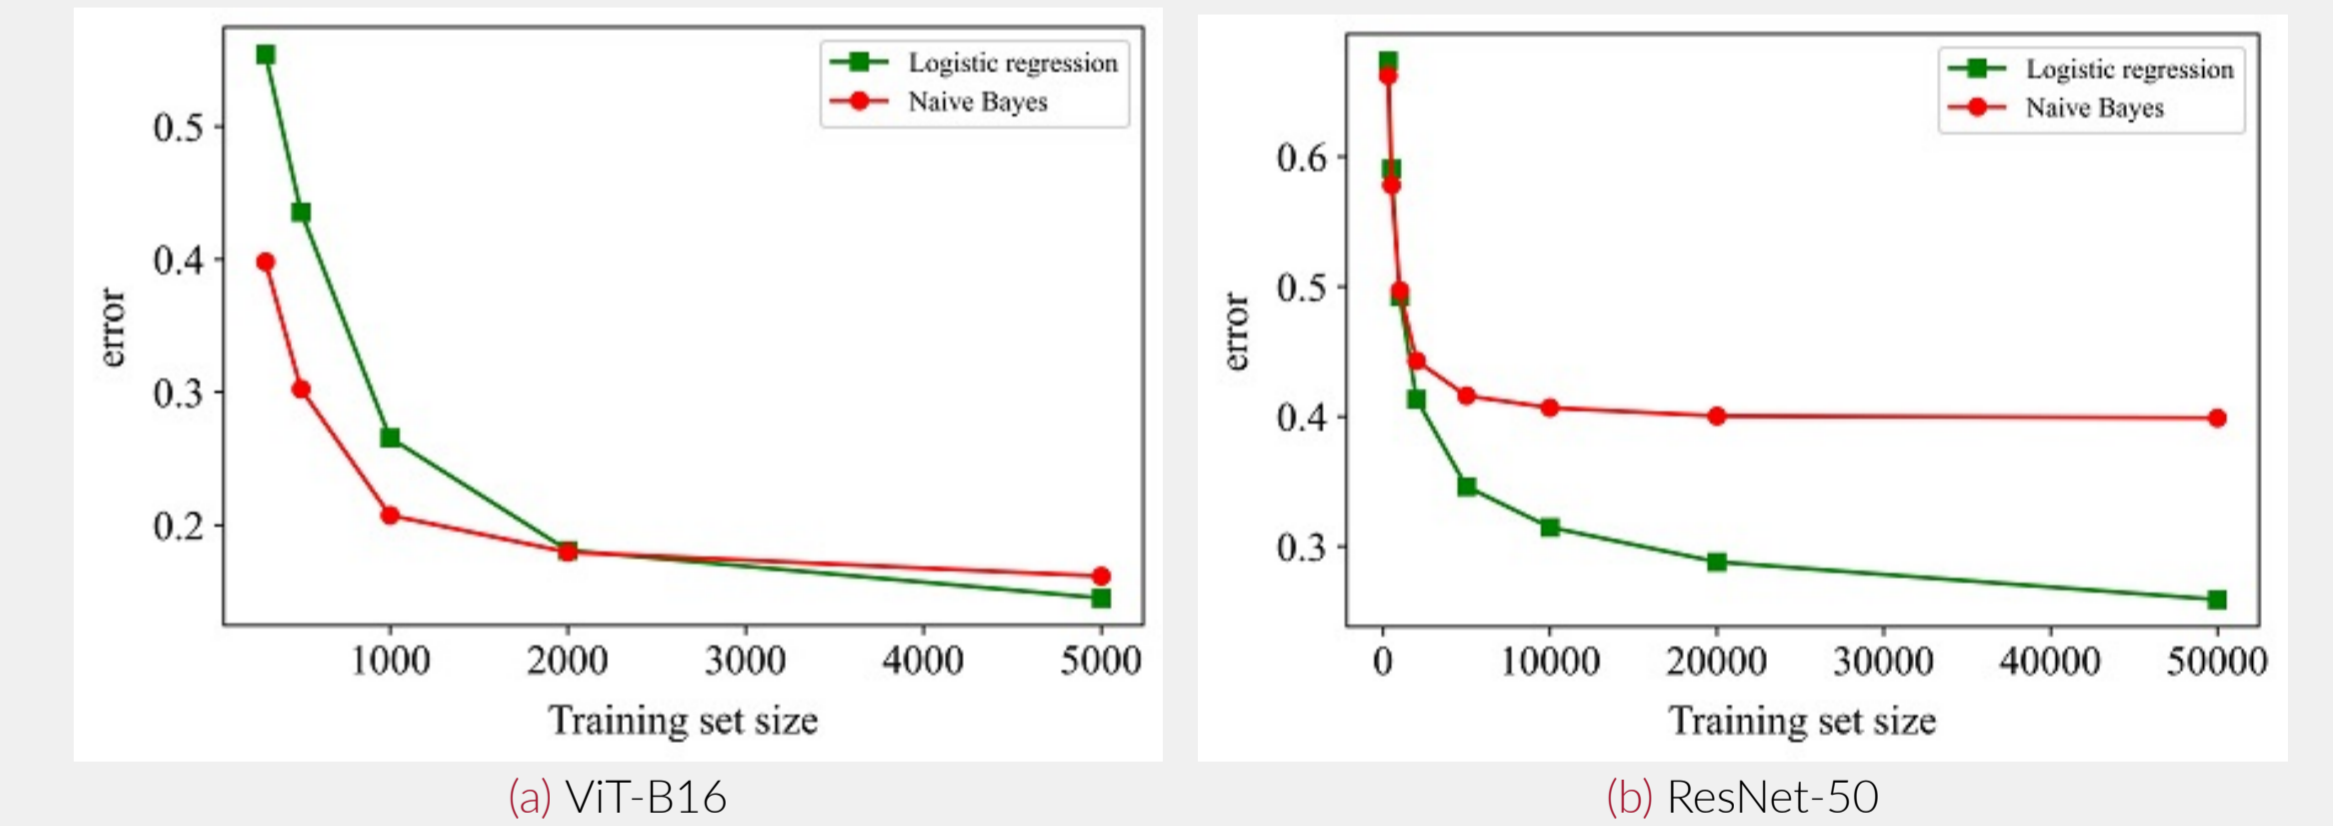 Logistic regression
Naive Bayes
0.5
0.4
0.3
0.2
error
1000 2000 3000 4000 5000
Training set size
(a) ViT-B16
Logistic regression
Naive Bayes
0.6
0.5
0.4
0.3
error
0 10000 20000 30000 40000 50000
Training set size
(b) ResNet-50